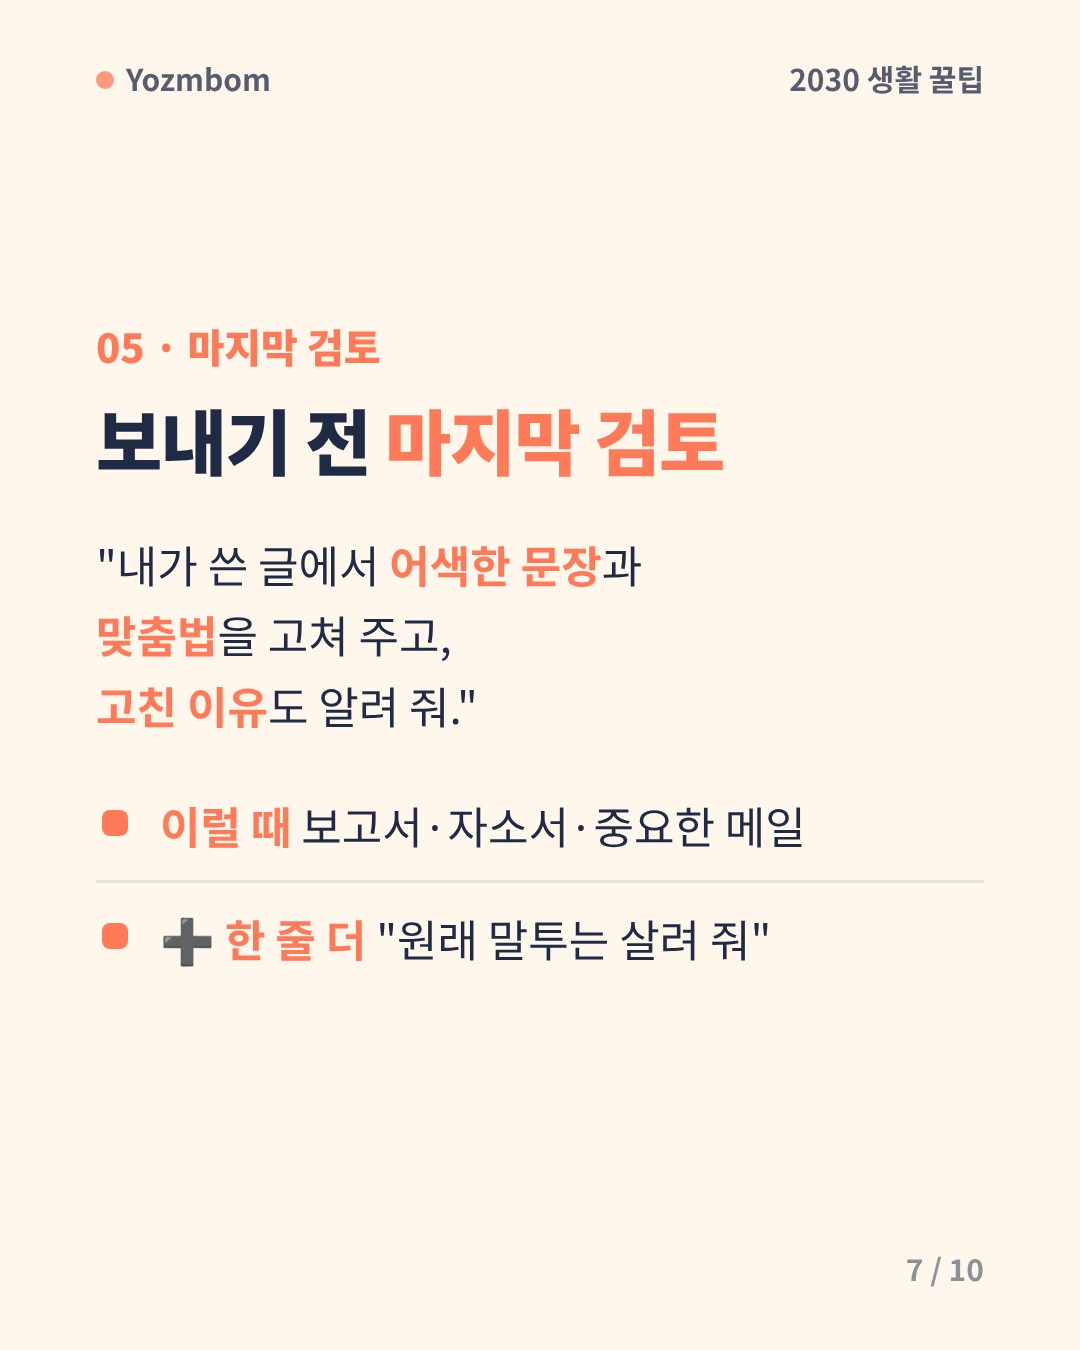 Yozmbom
2030 생활 꿀팁
05 · 마지막 검토
보내기 전 마지막 검토
"내가 쓴 글에서 어색한 문장과
맞춤법을 고쳐 주고,
고친 이유도 알려 줘."
이럴 때 보고서·자소서·중요한 메일
➕ 한 줄 더 "원래 말투는 살려 줘"
7 / 10